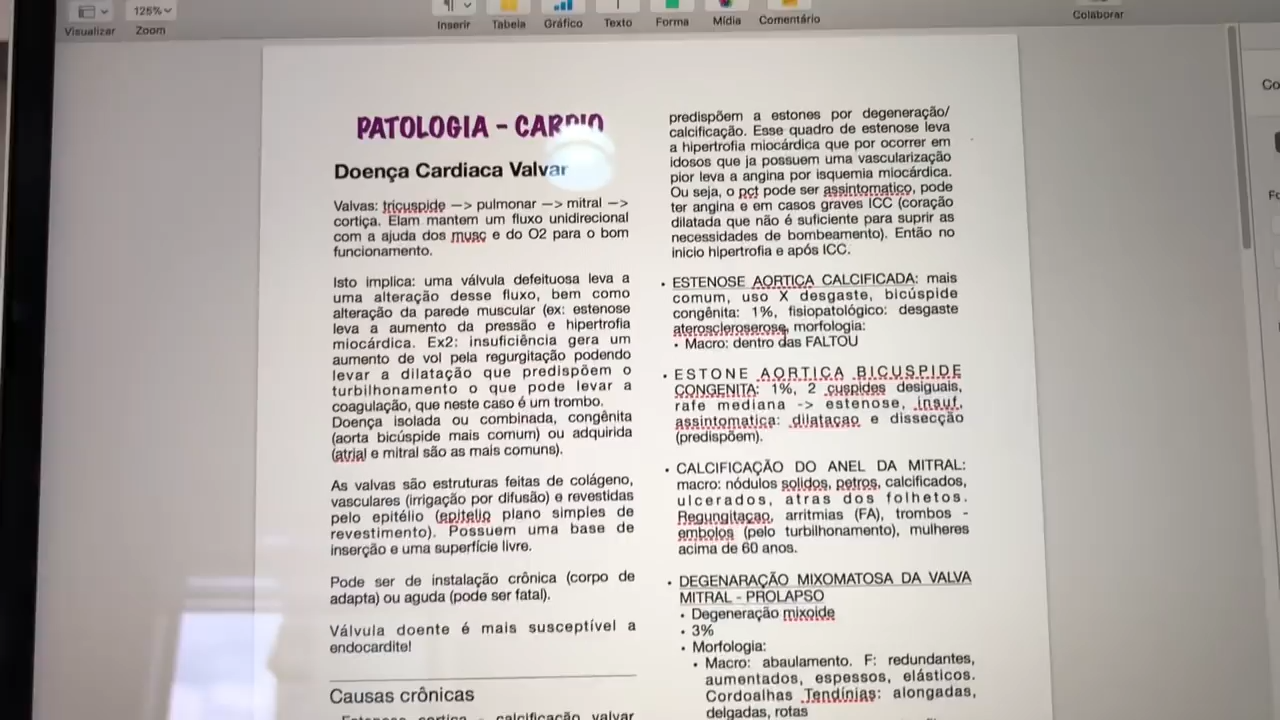 125%
Visualizar
Zoom
Inserir
Tabela
Gráfico
Texto
Forma
Mídia
Comentário
Colaborar
PATOLOGIA - CARDIO
Doença Cardiaca Valvar
Valvas: tricuspide —> pulmonar —> mitral —>
cortiça. Elam mantem um fluxo unidirecional
com a ajuda dos musc e do O2 para o bom
funcionamento.
Isto implica: uma válvula defeituosa leva a
uma alteração desse fluxo, bem como
alteração da parede muscular (ex: estenose
leva a aumento da pressão e hipertrofia
miocárdica. Ex2: insuficiência gera um
aumento de vol pela regurgitação podendo
levar a dilatação que predispõem o
turbilhonamento o que pode levar a
coagulação, que neste caso é um trombo.
Doença isolada ou combinada, congênita
(aorta bicúspide mais comum) ou adquirida
(atrial e mitral são as mais comuns).
As valvas são estruturas feitas de colágeno,
vasculares (irrigação por difusão) e revestidas
pelo epitélio (epitelio plano simples de
revestimento). Possuem uma base de
inserção e uma superfície livre.
Pode ser de instalação crônica (corpo de
adapta) ou aguda (pode ser fatal).
Válvula doente é mais susceptível a
endocardite!
Causas crônicas
Estenose cortiça - calcificação valvar
predispõem a estones por degeneração/
calcificação. Esse quadro de estenose leva
a hipertrofia miocárdica que por ocorrer em
idosos que ja possuem uma vascularização
pior leva a angina por isquemia miocárdica.
Ou seja, o pct pode ser assintomatico, pode
ter angina e em casos graves ICC (coração
dilatada que não é suficiente para suprir as
necessidades de bombeamento). Então no
inicio hipertrofia e após ICC.
• ESTENOSE AORTIÇA CALCIFICADA: mais
comum, uso X desgaste, bicúspide
congênita: 1%, fisiopatológico: desgaste
ateroscleroserose, morfologia:
• Macro: dentro das FALTOU
• ESTONE AORTIÇA BICUSPIDE
CONGENITA: 1%, 2 cuspides desiguais,
rafe mediana -> estenose, insuf,
assintomatica: dilataçao e dissecção
(predispõem).
• CALCIFICAÇÃO DO ANEL DA MITRAL:
macro: nódulos solidos, petros, calcificados,
ulcerados, atras dos folhetos.
Regungitaçao, arritmias (FA), trombos -
embolos (pelo turbilhonamento), mulheres
acima de 60 anos.
• DEGENARAÇÃO MIXOMATOSA DA VALVA
MITRAL - PROLAPSO
• Degeneração mixoide
• 3%
• Morfologia:
• Macro: abaulamento. F: redundantes,
aumentados, espessos, elásticos.
Cordoalhas Tendínias: alongadas,
delgadas, rotas
Co
Fo